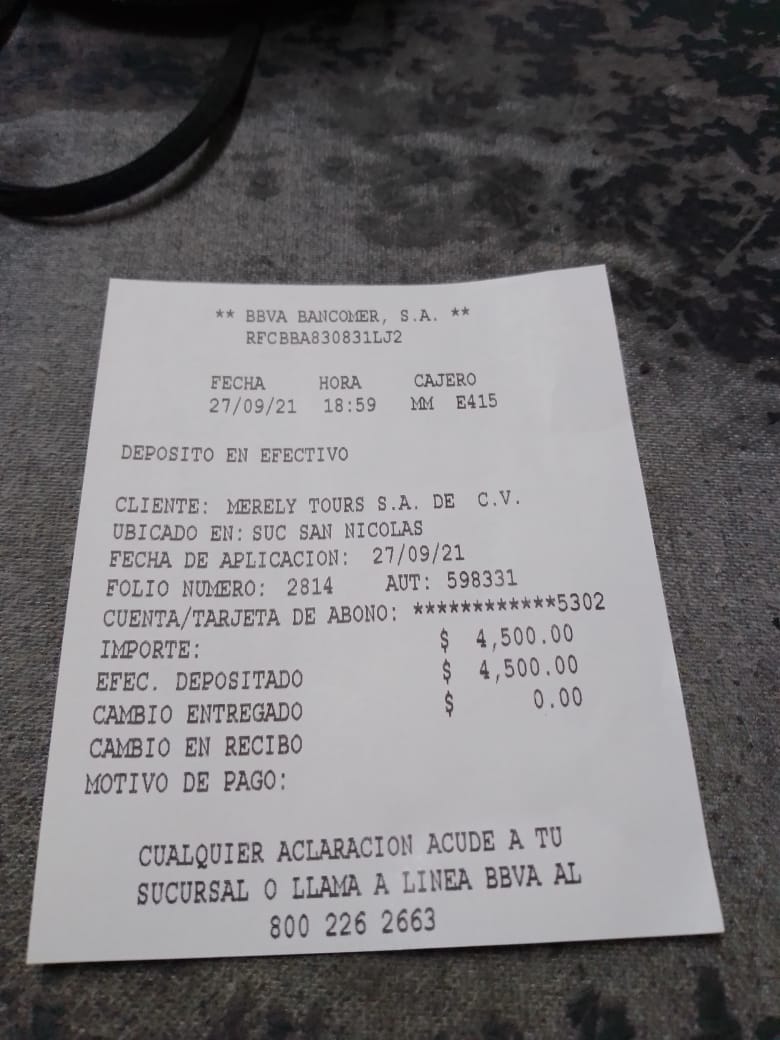 ** BBVA BANCOMER, S.A. **
RFCBBA830831LJ2
FECHA HORA CAJERO
27/09/21 18:59 MM E415
DEPOSITO EN EFECTIVO
CLIENTE: MERELY TOURS S.A. DE C.V.
UBICADO EN: SUC SAN NICOLAS
FECHA DE APLICACION: 27/09/21
FOLIO NUMERO: 2814 AUT: 598331
CUENTA/TARJETA DE ABONO: ************5302
IMPORTE: $ 4,500.00
EFEC. DEPOSITADO $ 4,500.00
CAMBIO ENTREGADO $ 0.00
CAMBIO EN RECIBO
MOTIVO DE PAGO:
CUALQUIER ACLARACION ACUDE A TU
SUCURSAL O LLAMA A LINEA BBVA AL
800 226 2663